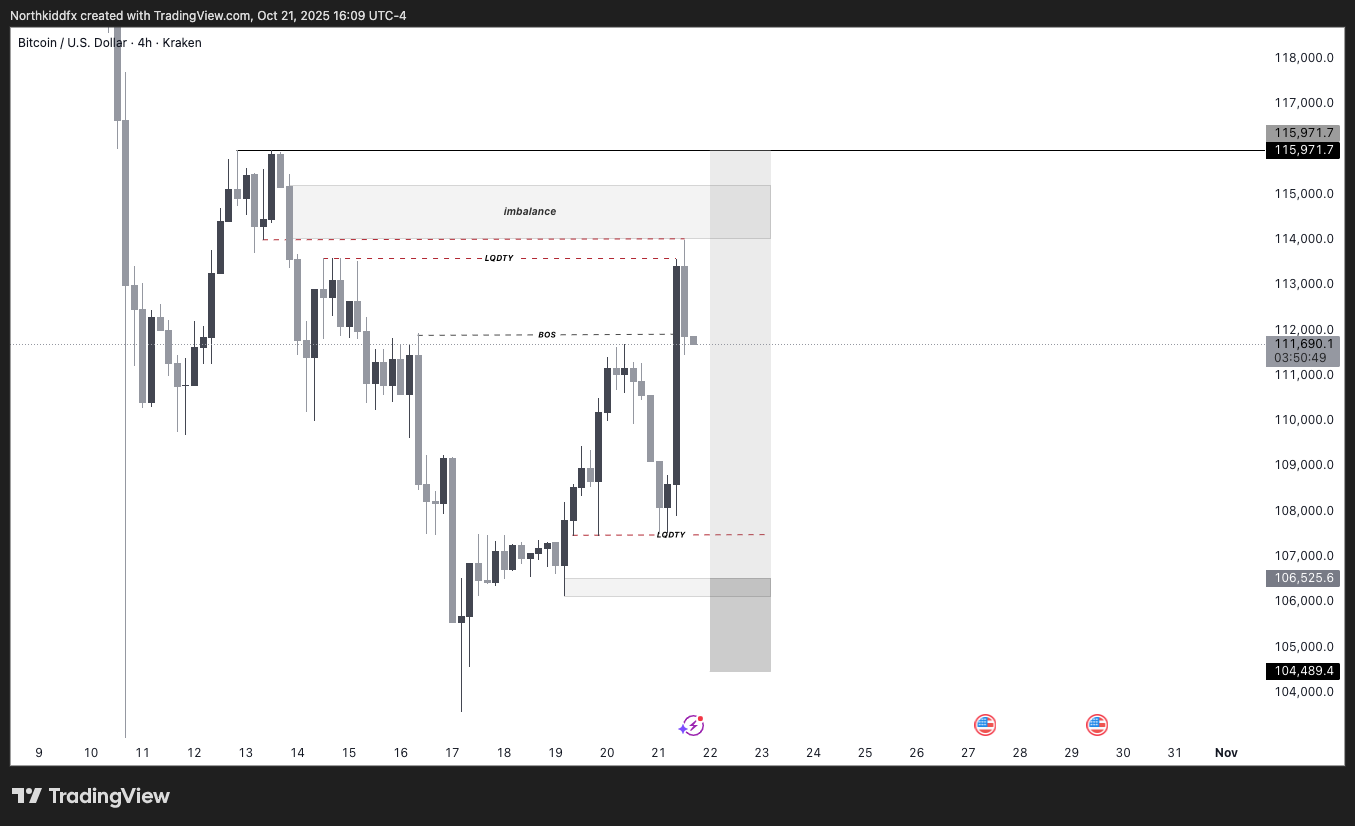 Northkiddfx created with TradingView.com, Oct 21, 2025 16:09 UTC-4
Bitcoin / U.S. Dollar · 4h · Kraken
118,000.0
117,000.0
115,971.7
115,971.7
115,000.0
imbalance
114,000.0
LQDTY
113,000.0
112,000.0
BOS
111,690.1
03:50:49
111,000.0
110,000.0
109,000.0
108,000.0
LQDTY
107,000.0
106,525.6
106,000.0
105,000.0
104,489.4
104,000.0
9 10 11 12 13 14 15 16 17 18 19 20 21 22 23 24 25 26 27 28 29 30 31 Nov
TradingView